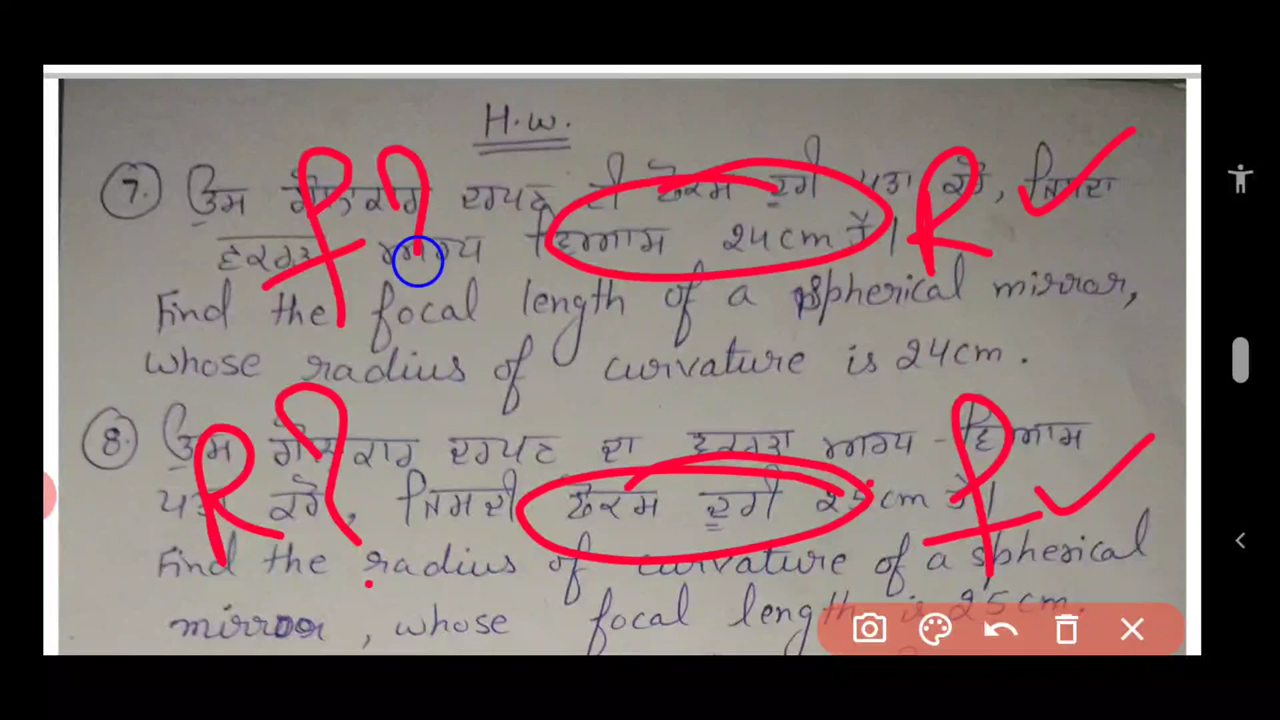 H.W.
7. ਉਸ ਗੋਲਾਕਾਰ ਦਰਪਣ ਦੀ ਫੋਕਸ ਦੂਰੀ ਪਤਾ ਕਰੋ, ਜਿਸਦਾ
ਵਕਰਤਾ ਅਰਧ ਵਿਆਸ 24cm ਹੈ।
Find the focal length of a spherical mirror,
whose radius of curvature is 24cm.
8. ਉਸ ਗੋਲਾਕਾਰ ਦਰਪਣ ਦਾ ਵਕਰਤਾ ਅਰਧ-ਵਿਆਸ
ਪਤਾ ਕਰੋ, ਜਿਸਦੀ ਫੋਕਸ ਦੂਰੀ 25cm ਹੈ।
Find the radius of curvature of a spherical
mirror, whose focal length is 25cm.
f? R
R? f